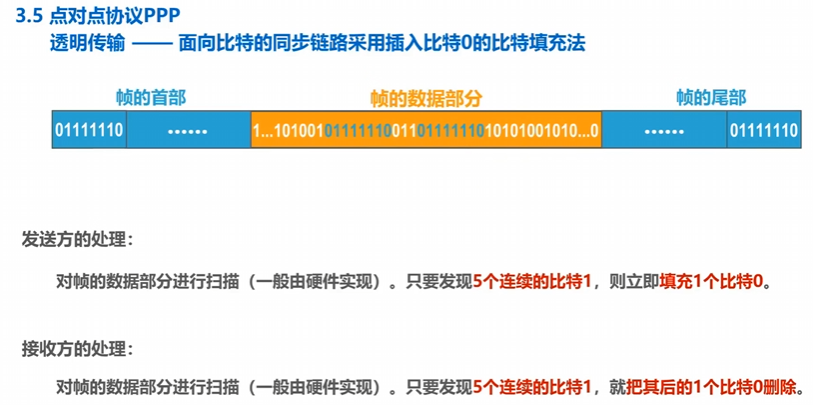 3.5 点对点协议PPP
透明传输 —— 面向比特的同步链路采用插入比特0的比特填充法
帧的首部 帧的数据部分 帧的尾部
01111110 …… 1...10100101111110011011111101010100101010...0 …… 01111110
发送方的处理：
对帧的数据部分进行扫描（一般由硬件实现）。只要发现5个连续的比特1，则立即填充1个比特0。
接收方的处理：
对帧的数据部分进行扫描（一般由硬件实现）。只要发现5个连续的比特1，就把其后的1个比特0删除。